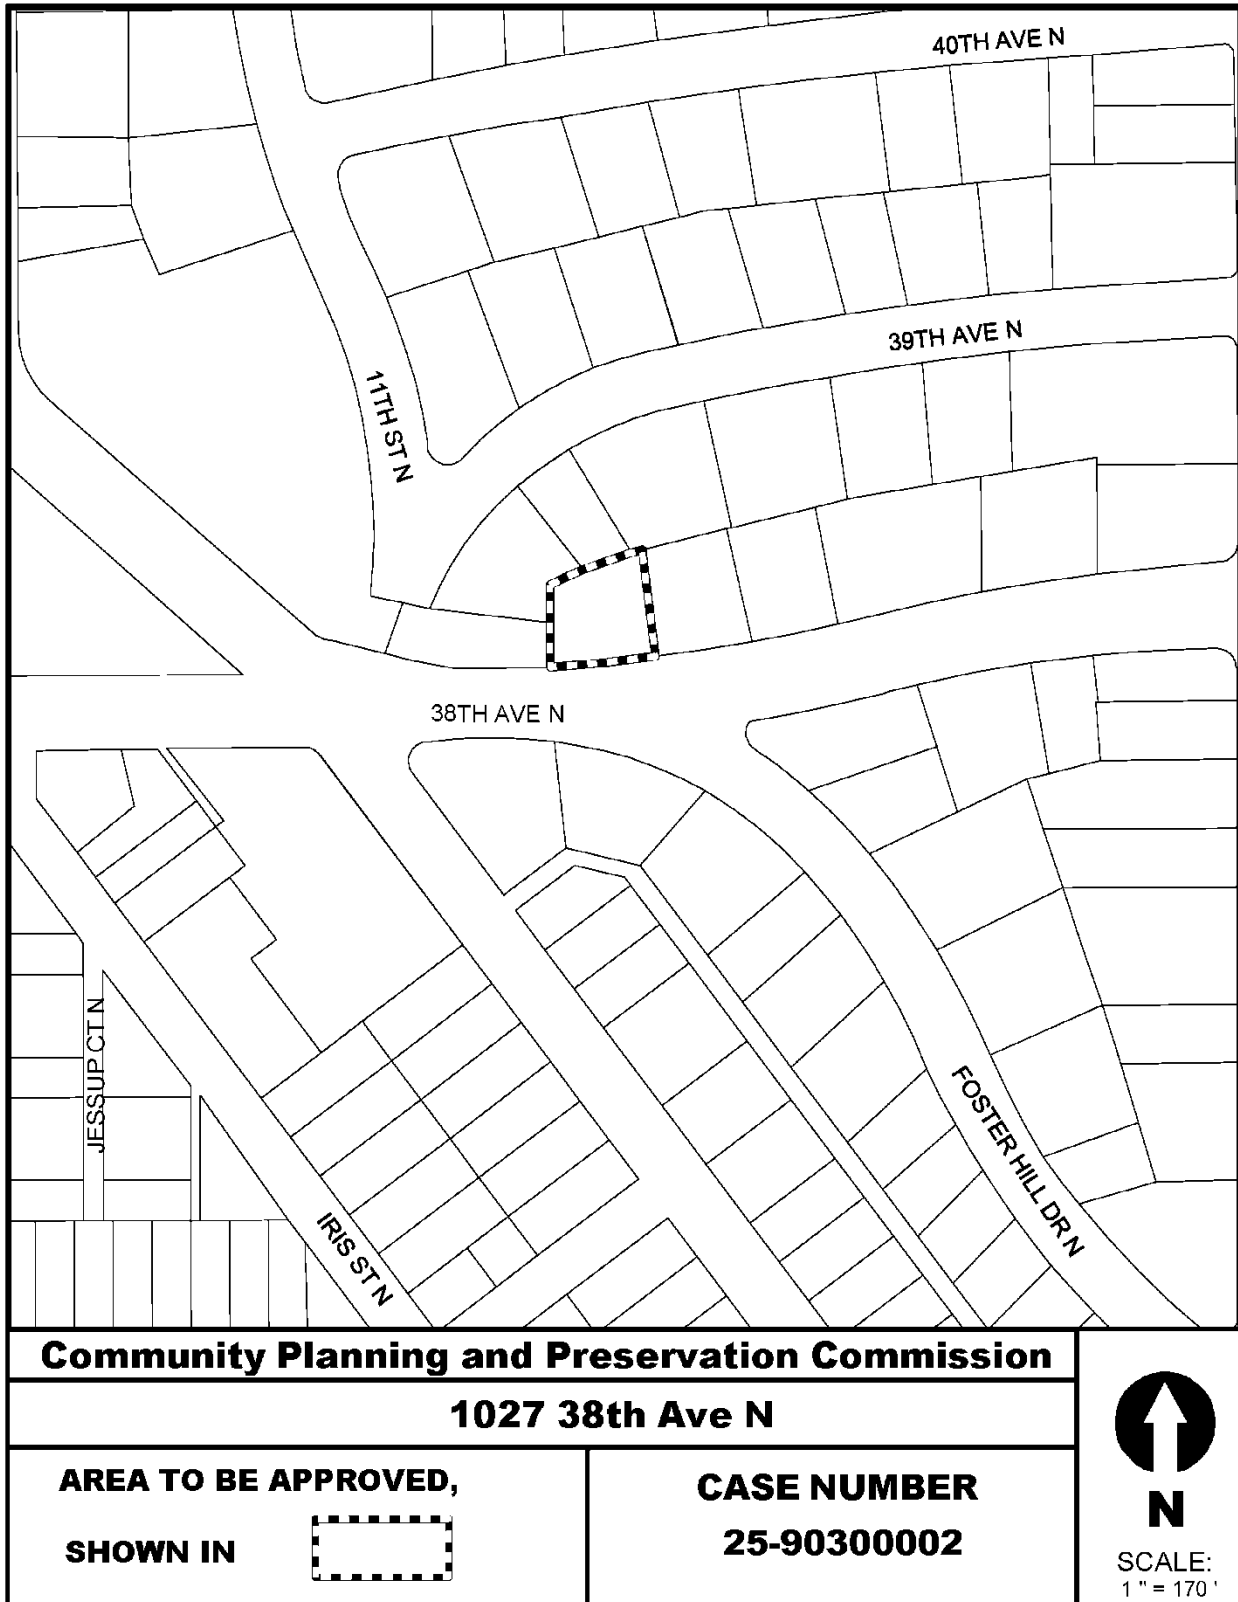 40TH AVE N
39TH AVE N
11TH ST N
38TH AVE N
JESSUP CT N
FOSTER HILL DR N
IRIS ST N
Community Planning and Preservation Commission
1027 38th Ave N
AREA TO BE APPROVED,
SHOWN IN
CASE NUMBER
25-90300002
N
SCALE:
1 " = 170 '